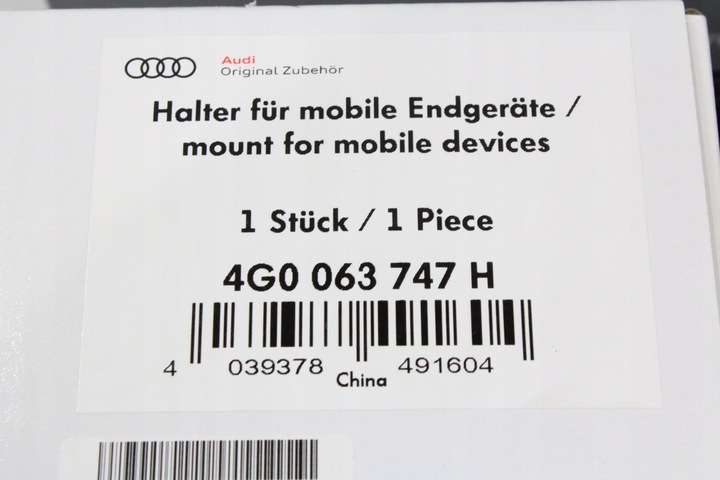 Audi
Original Zubehör
Halter für mobile Endgeräte /
mount for mobile devices
1 Stück / 1 Piece
4G0 063 747 H
4 039378 491604
China